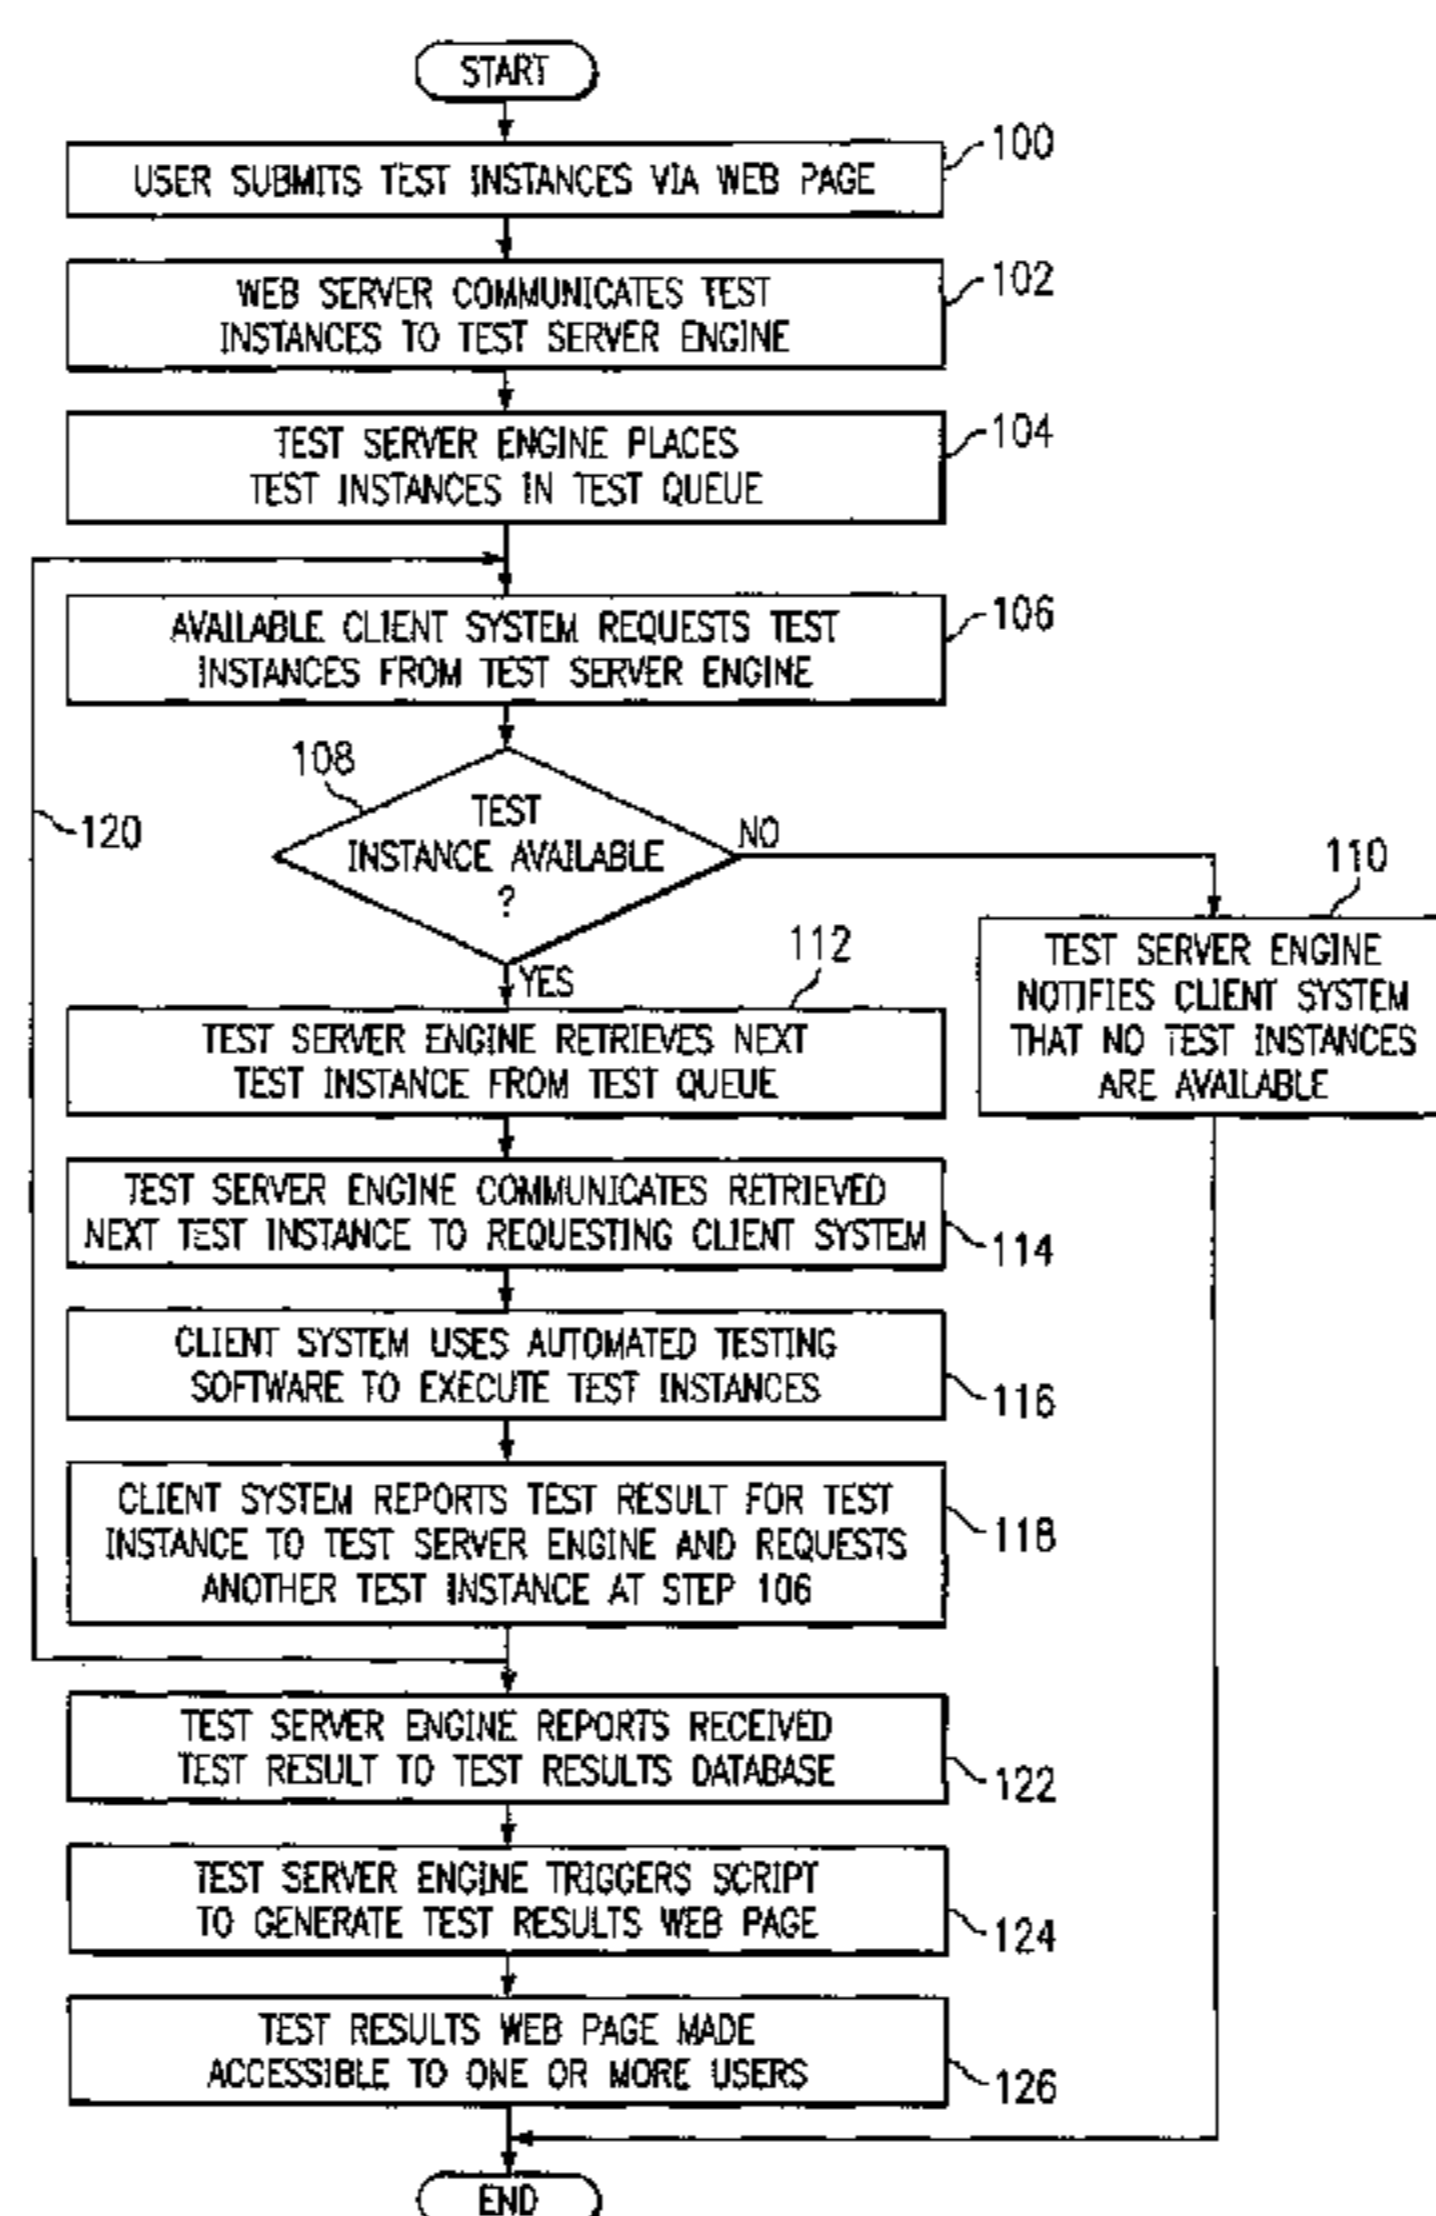 START
USER SUBMITS TEST INSTANCES VIA WEB PAGE
100
WEB SERVER COMMUNICATES TEST
INSTANCES TO TEST SERVER ENGINE
102
TEST SERVER ENGINE PLACES
TEST INSTANCES IN TEST QUEUE
104
AVAILABLE CLIENT SYSTEM REQUESTS TEST
INSTANCES FROM TEST SERVER ENGINE
106
108
TEST
INSTANCE AVAILABLE
?
NO
120
YES
110
TEST SERVER ENGINE
NOTIFIES CLIENT SYSTEM
THAT NO TEST INSTANCES
ARE AVAILABLE
112
TEST SERVER ENGINE RETRIEVES NEXT
TEST INSTANCE FROM TEST QUEUE
TEST SERVER ENGINE COMMUNICATES RETRIEVED
NEXT TEST INSTANCE TO REQUESTING CLIENT SYSTEM
114
CLIENT SYSTEM USES AUTOMATED TESTING
SOFTWARE TO EXECUTE TEST INSTANCES
116
CLIENT SYSTEM REPORTS TEST RESULT FOR TEST
INSTANCE TO TEST SERVER ENGINE AND REQUESTS
ANOTHER TEST INSTANCE AT STEP 106
118
TEST SERVER ENGINE REPORTS RECEIVED
TEST RESULT TO TEST RESULTS DATABASE
122
TEST SERVER ENGINE TRIGGERS SCRIPT
TO GENERATE TEST RESULTS WEB PAGE
124
TEST RESULTS WEB PAGE MADE
ACCESSIBLE TO ONE OR MORE USERS
126
END